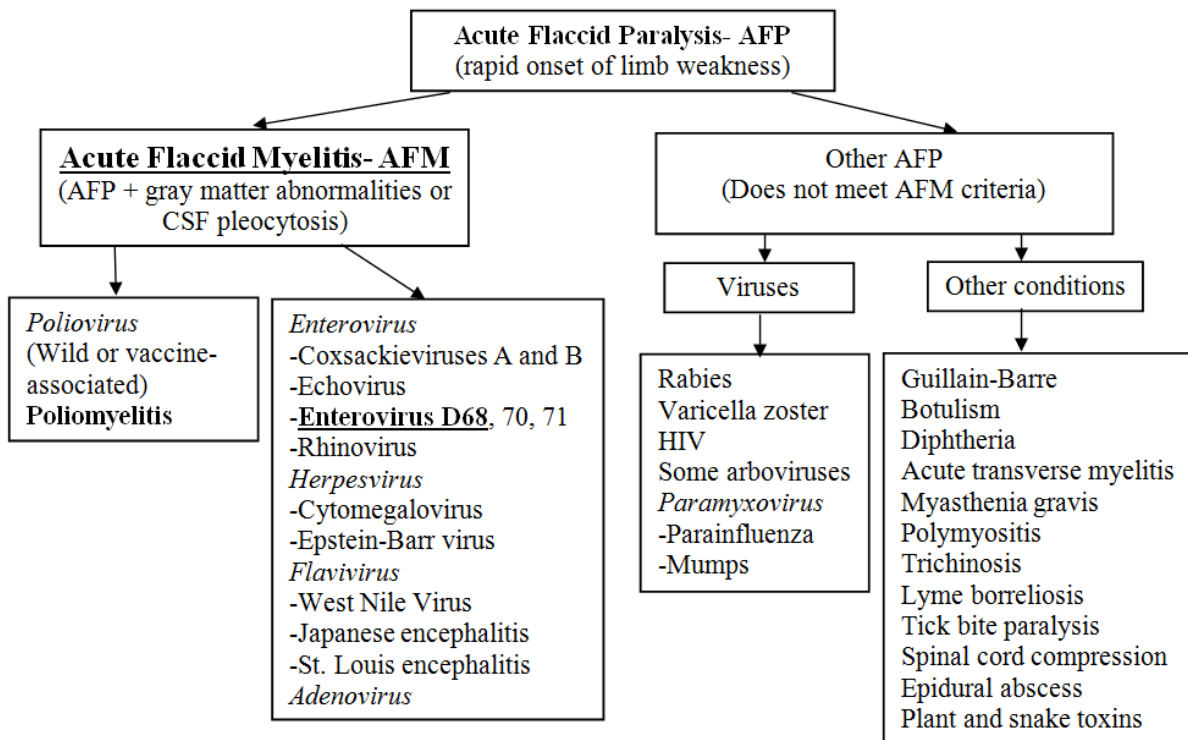 Acute Flaccid Paralysis- AFP
(rapid onset of limb weakness)
Acute Flaccid Myelitis- AFM
(AFP + gray matter abnormalities or
CSF pleocytosis)
Other AFP
(Does not meet AFM criteria)
Viruses
Other conditions
Poliovirus
(Wild or vaccine-
associated)
Poliomyelitis
Enterovirus
-Coxsackieviruses A and B
-Echovirus
-Enterovirus D68, 70, 71
-Rhinovirus
Herpesvirus
-Cytomegalovirus
-Epstein-Barr virus
Flavivirus
-West Nile Virus
-Japanese encephalitis
-St. Louis encephalitis
Adenovirus
Rabies
Varicella zoster
HIV
Some arboviruses
Paramyxovirus
-Parainfluenza
-Mumps
Guillain-Barre
Botulism
Diphtheria
Acute transverse myelitis
Myasthenia gravis
Polymyositis
Trichinosis
Lyme borreliosis
Tick bite paralysis
Spinal cord compression
Epidural abscess
Plant and snake toxins